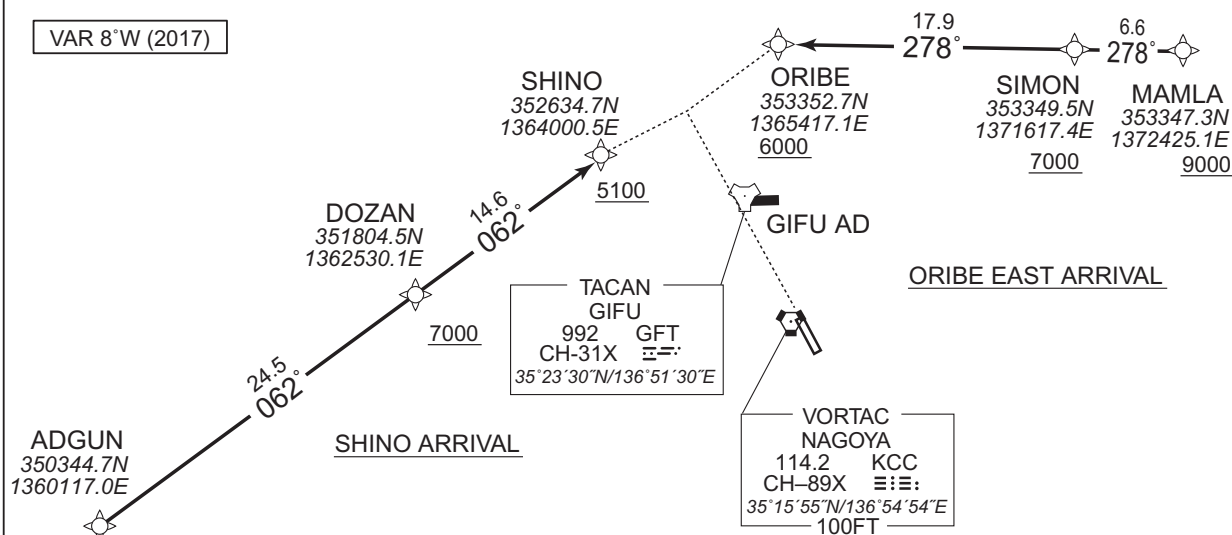 VAR 8˚W (2017)
17.9
278˚
6.6
278˚
SHINO
352634.7N
1364000.5E
5100
ORIBE
353352.7N
1365417.1E
6000
SIMON
353349.5N
1371617.4E
7000
MAMLA
353347.3N
1372425.1E
9000
14.6
062˚
DOZAN
351804.5N
1362530.1E
7000
GIFU AD
ORIBE EAST ARRIVAL
TACAN
GIFU
992 GFT
CH-31X
35˚23´30˝N/136˚51´30˝E
24.5
062˚
SHINO ARRIVAL
ADGUN
350344.7N
1360117.0E
VORTAC
NAGOYA
114.2 KCC
CH–89X
35˚15´55˝N/136˚54´54˝E
100FT